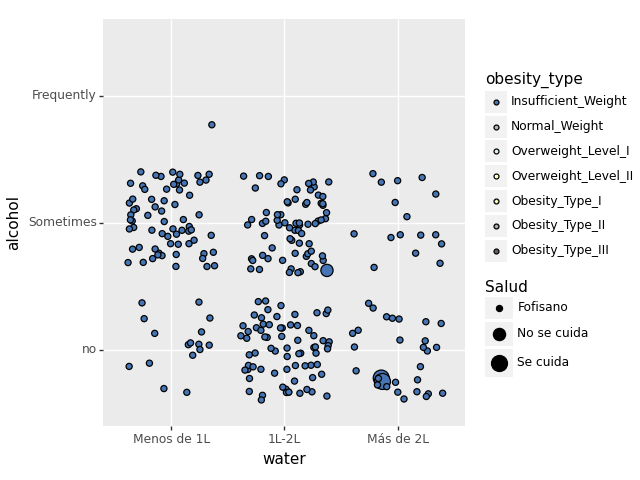 Frequently
Sometimes
no
alcohol
Menos de 1L
1L-2L
Más de 2L
water
obesity_type
Insufficient_Weight
Normal_Weight
Overweight_Level_I
Overweight_Level_II
Obesity_Type_I
Obesity_Type_II
Obesity_Type_III
Salud
Fofisano
No se cuida
Se cuida